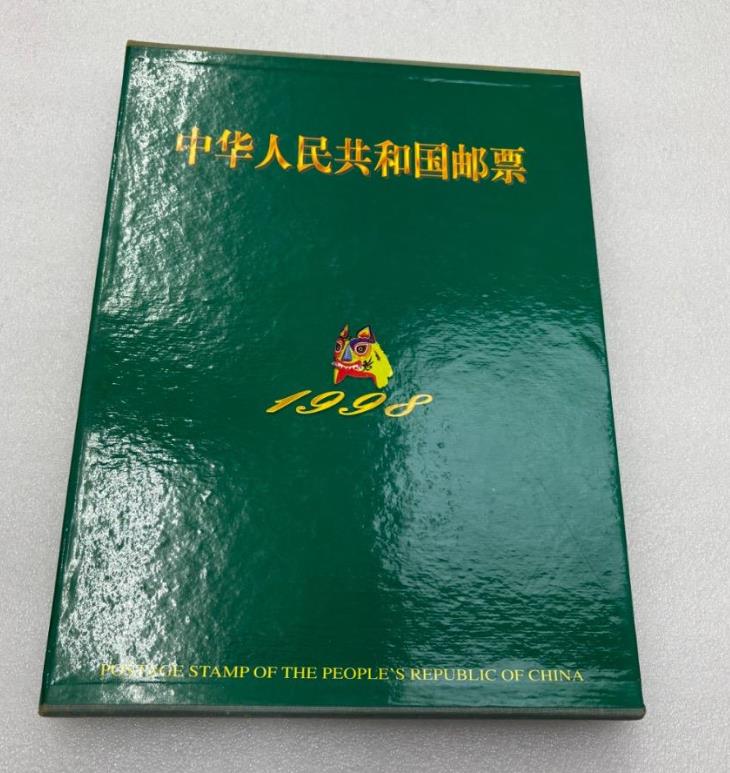 中华人民共和国邮票
1998
POSTAGE STAMP OF THE PEOPLE'S REPUBLIC OF CHINA